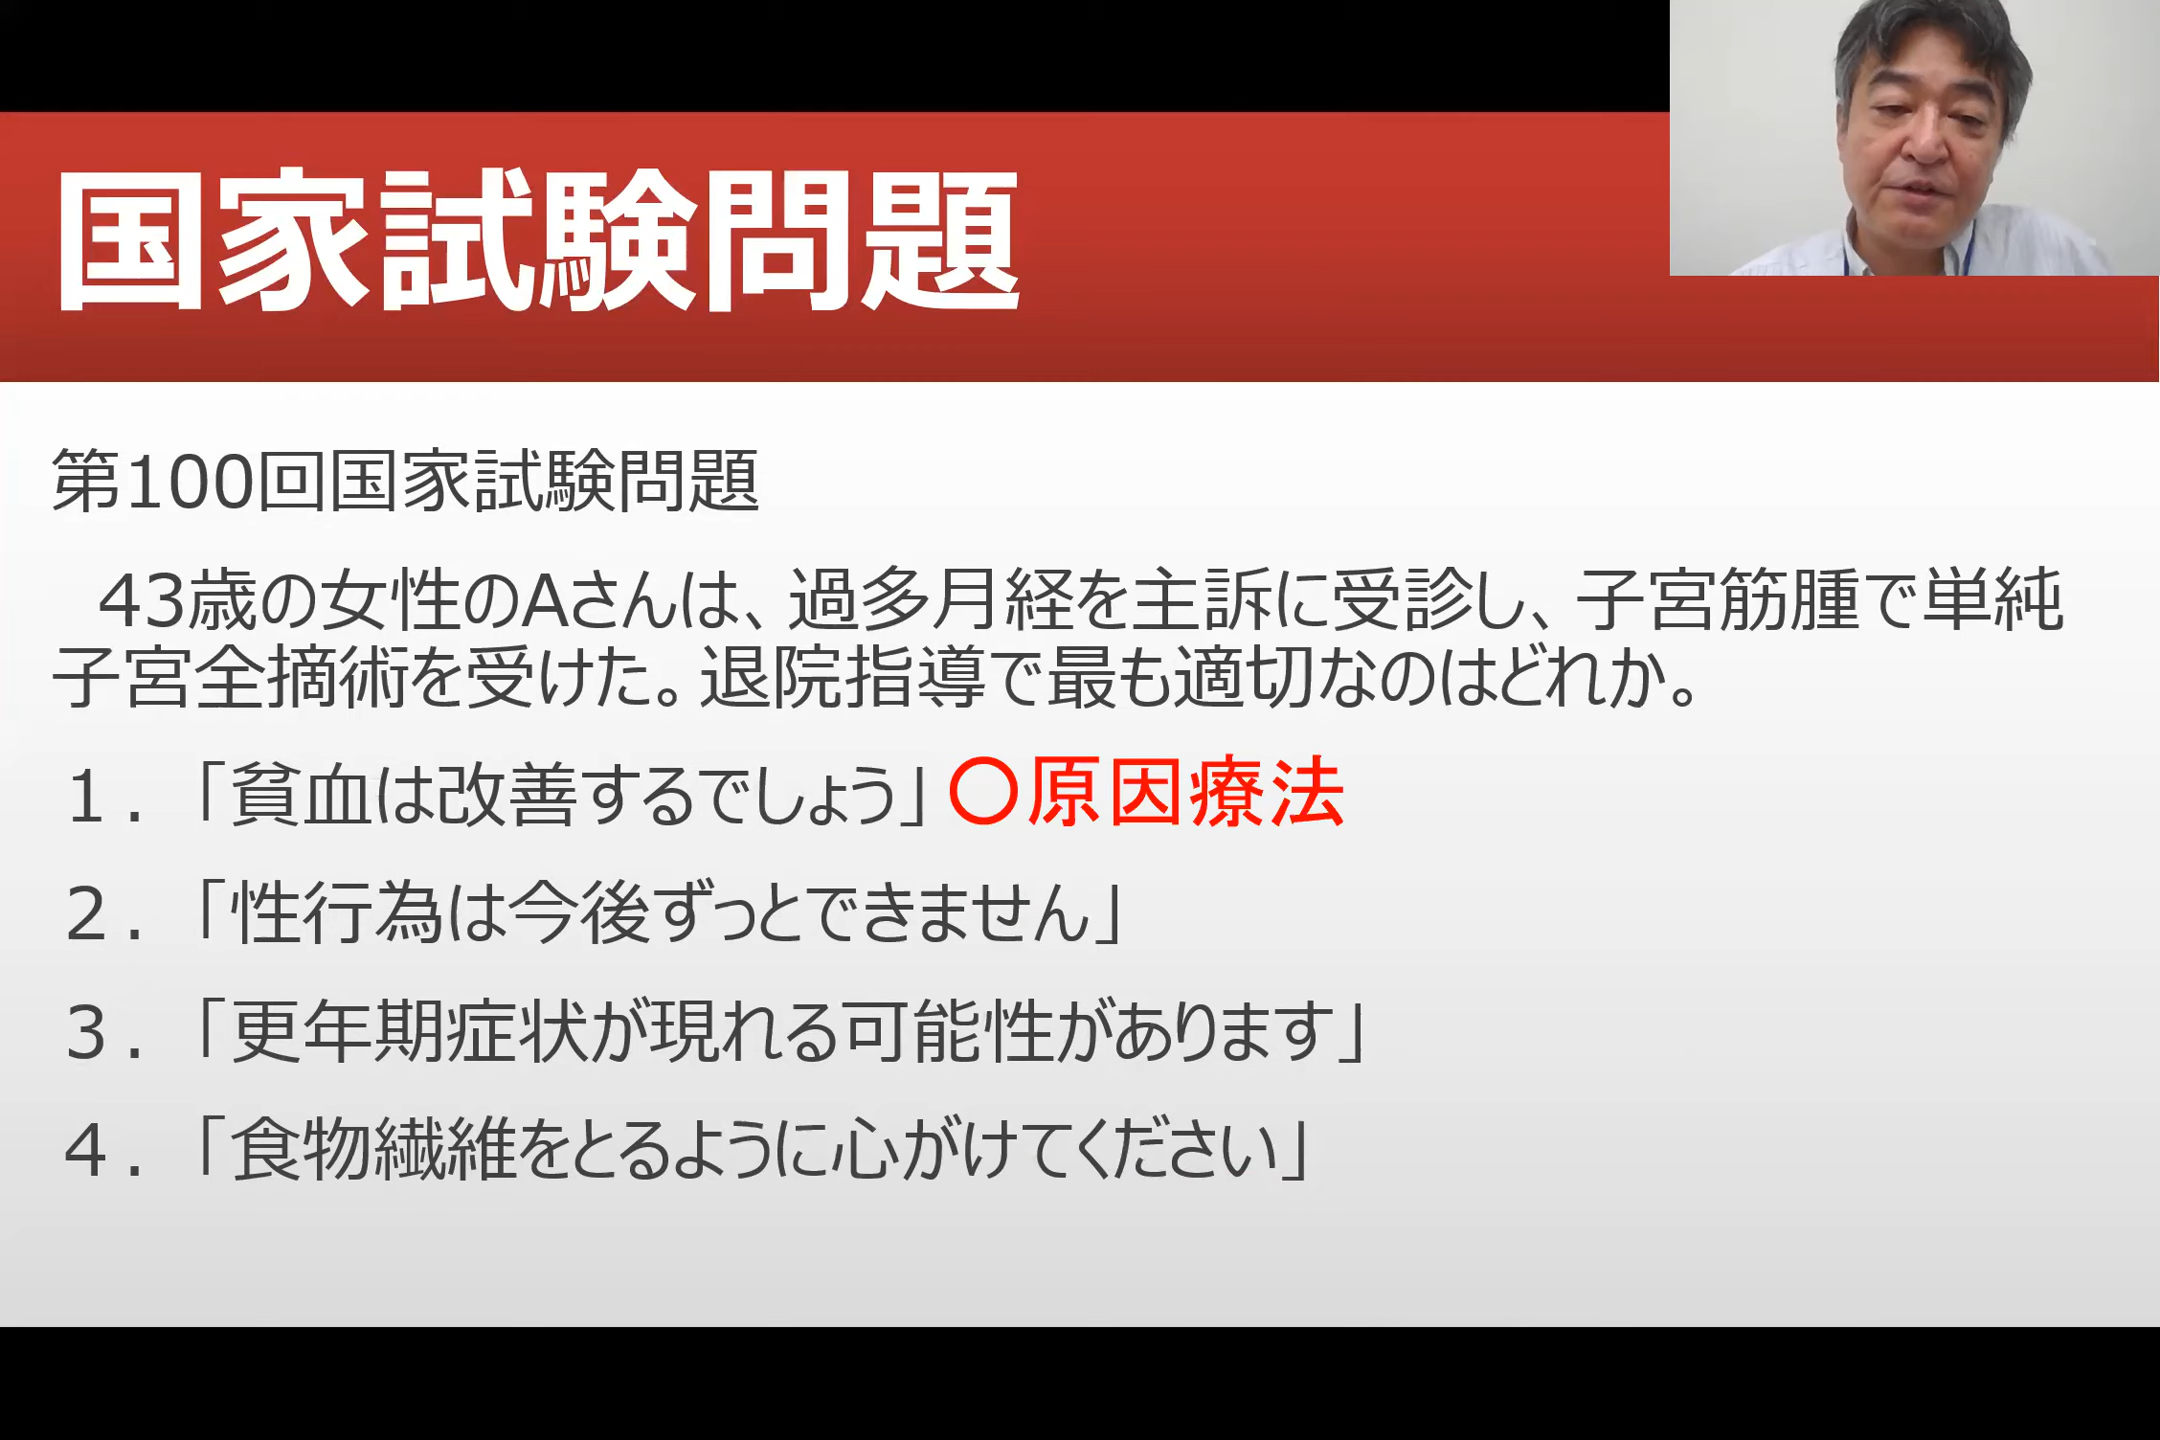 国家試験問題
第100回国家試験問題
43歳の女性のAさんは、過多月経を主訴に受診し、子宮筋腫で単純
子宮全摘術を受けた。退院指導で最も適切なのはどれか。
１．「貧血は改善するでしょう」〇原因療法
２．「性行為は今後ずっとできません」
３．「更年期症状が現れる可能性があります」
４．「食物繊維をとるように心がけてください」